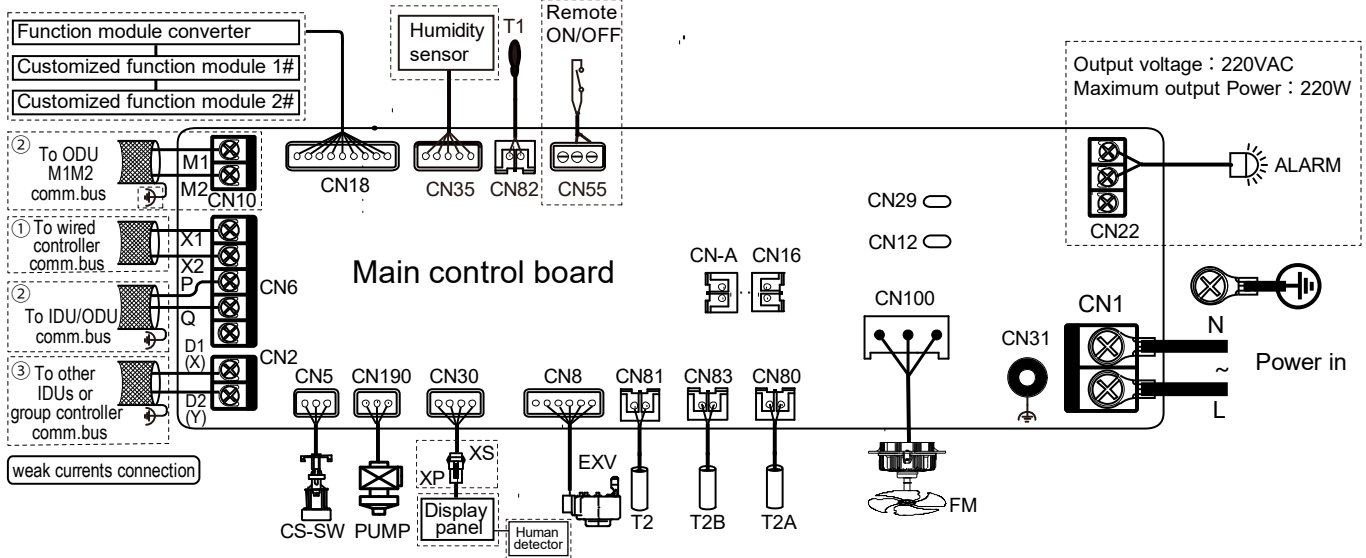 Function module converter
Customized function module 1#
Customized function module 2#
Humidity
sensor
T1
Remote
ON/OFF
Output voltage：220VAC
Maximum output Power：220W
ALARM
CN22
② To ODU
M1M2
comm.bus
M1
M2
CN10
CN18
CN35
CN82
CN55
① To wired
controller
comm.bus
X1
X2
② To IDU/ODU
comm.bus
P
Q
CN6
③ To other
IDUs or
group controller
comm.bus
D1
(X)
D2
(Y)
CN2
weak currents connection
Main control board
CN29
CN12
CN-A
CN16
CN100
CN31
CN1
N
~
L
Power in
CN5
CN190
CN30
CN8
CN81
CN83
CN80
CS-SW
PUMP
XS
XP
Display
panel
Human
detector
EXV
T2
T2B
T2A
FM